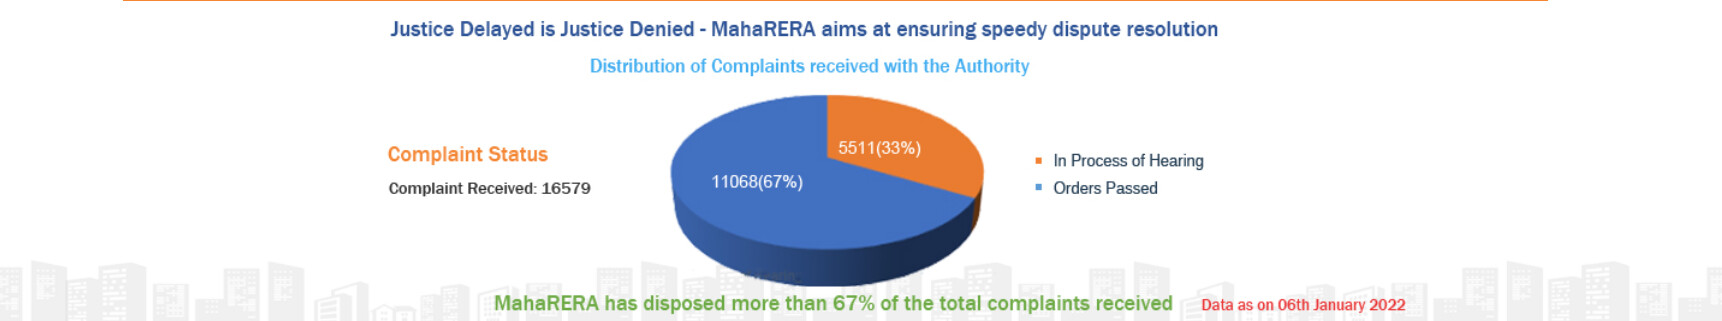 Justice Delayed is Justice Denied - MahaRERA aims at ensuring speedy dispute resolution
Distribution of Complaints received with the Authority
Complaint Status
Complaint Received: 16579
5511(33%)
11068(67%)
In Process of Hearing
Orders Passed
MahaRERA has disposed more than 67% of the total complaints received
Data as on 06th January 2022